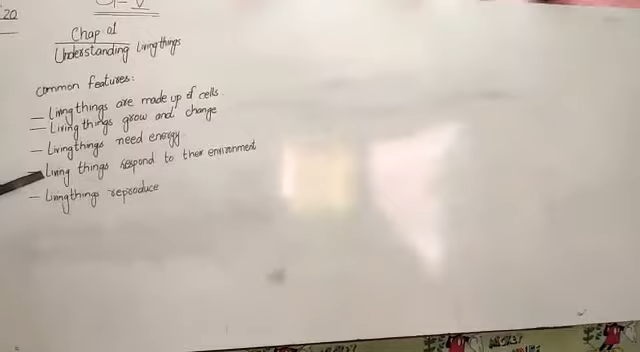 20
Chap 01
Understanding Living things
Common features:
— Living things are made up of cells.
— Living things grow and change
— Living things need energy.
Living things respond to their environment
— Living things reproduce